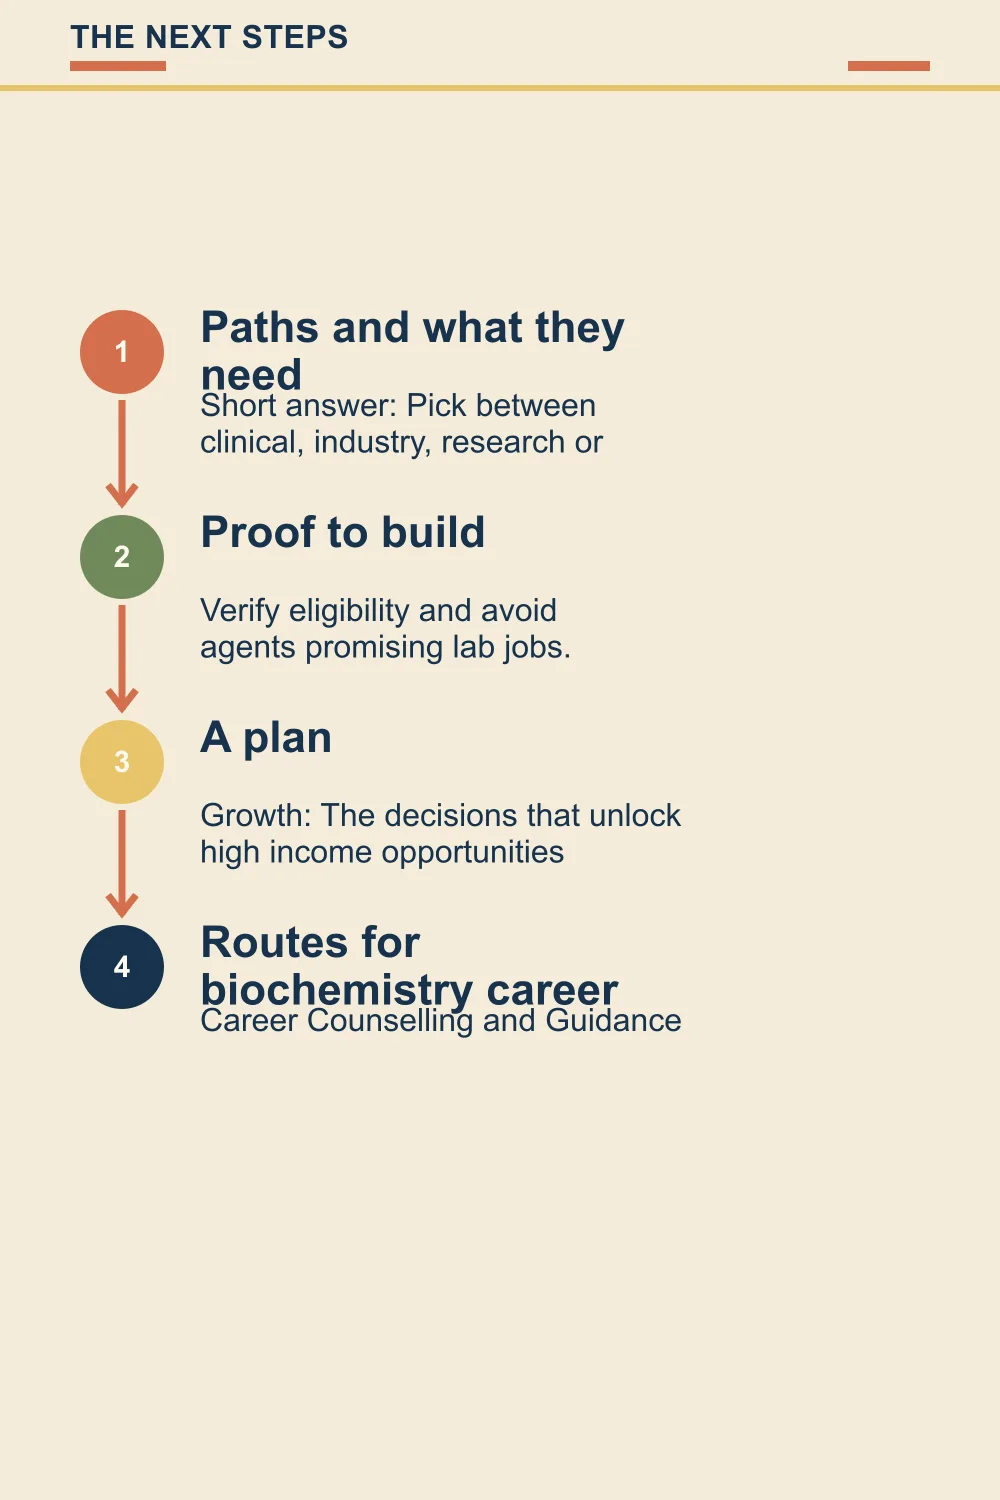 THE NEXT STEPS
1
Paths and what they
need
Short answer: Pick between
clinical, industry, research or
2
Proof to build
Verify eligibility and avoid
agents promising lab jobs.
3
A plan
Growth: The decisions that unlock
high income opportunities
4
Routes for
biochemistry career
Career Counselling and Guidance